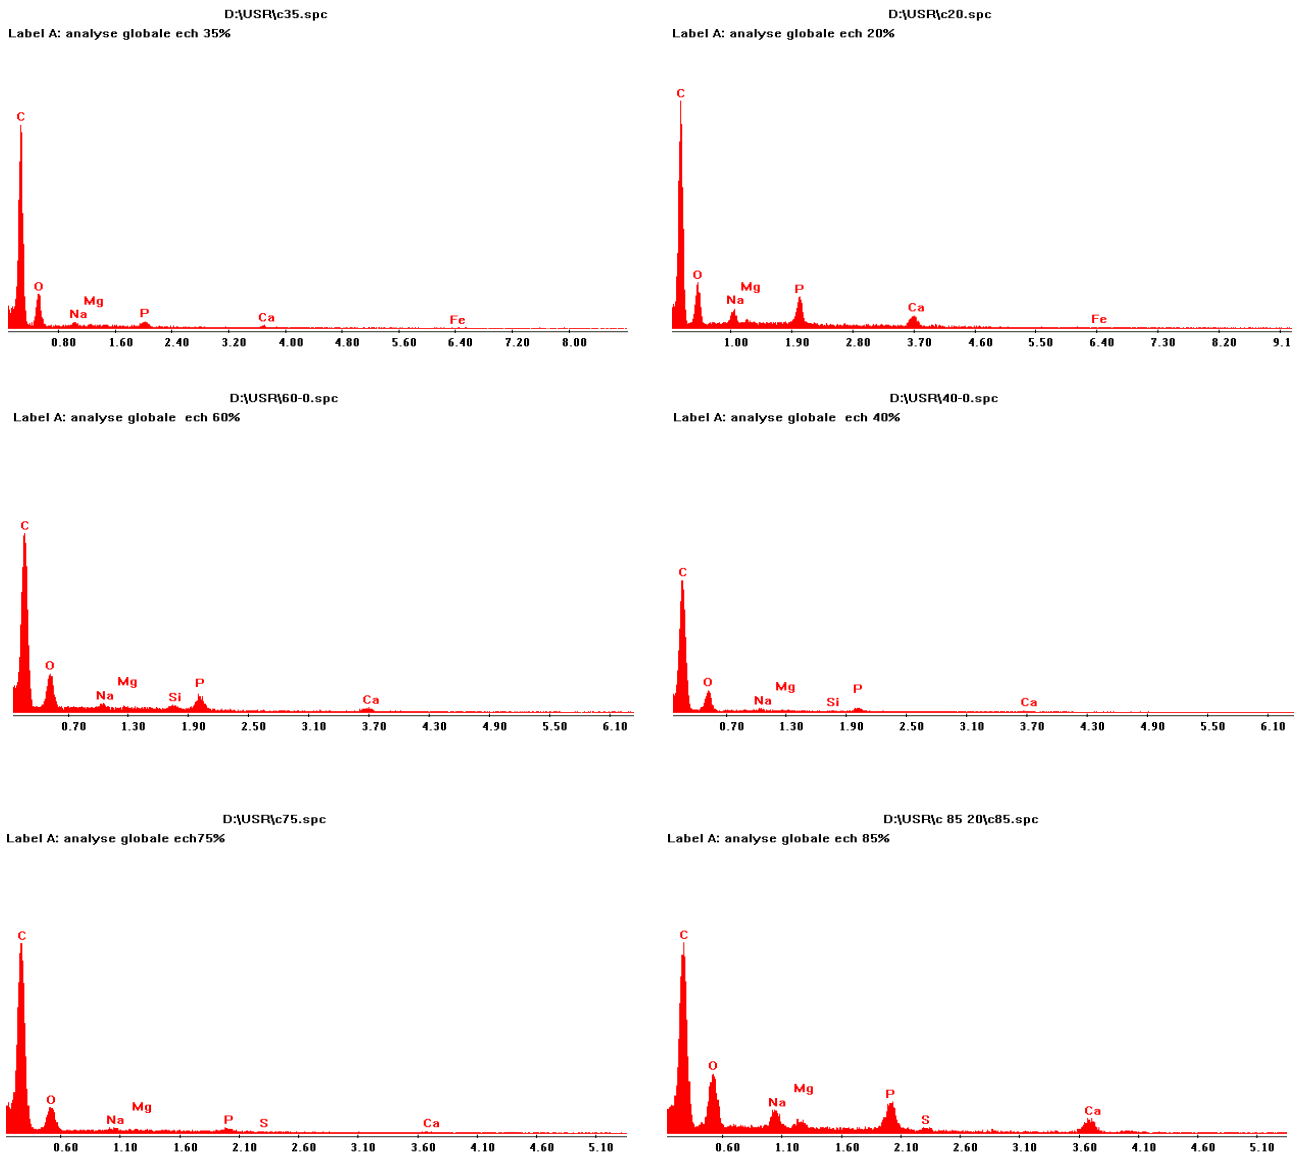 D:\USR\c35.spc
Label A: analyse globale ech 35%
C
O
Na
Mg
P
Ca
Fe
0.80 1.60 2.40 3.20 4.00 4.80 5.60 6.40 7.20 8.00
D:\USR\c20.spc
Label A: analyse globale ech 20%
C
O
Na
Mg
P
Ca
Fe
1.00 1.90 2.80 3.70 4.60 5.50 6.40 7.30 8.20 9.1
D:\USR\60-0.spc
Label A: analyse globale ech 60%
C
O
Na
Mg
Si
P
Ca
0.70 1.30 1.90 2.50 3.10 3.70 4.30 4.90 5.50 6.10
D:\USR\40-0.spc
Label A: analyse globale ech 40%
C
O
Na
Mg
Si
P
Ca
0.70 1.30 1.90 2.50 3.10 3.70 4.30 4.90 5.50 6.10
D:\USR\c75.spc
Label A: analyse globale ech75%
C
O
Na
Mg
P
S
Ca
0.60 1.10 1.60 2.10 2.60 3.10 3.60 4.10 4.60 5.10
D:\USR\c 85 20\c85.spc
Label A: analyse globale ech 85%
C
O
Na
Mg
P
S
Ca
0.60 1.10 1.60 2.10 2.60 3.10 3.60 4.10 4.60 5.10